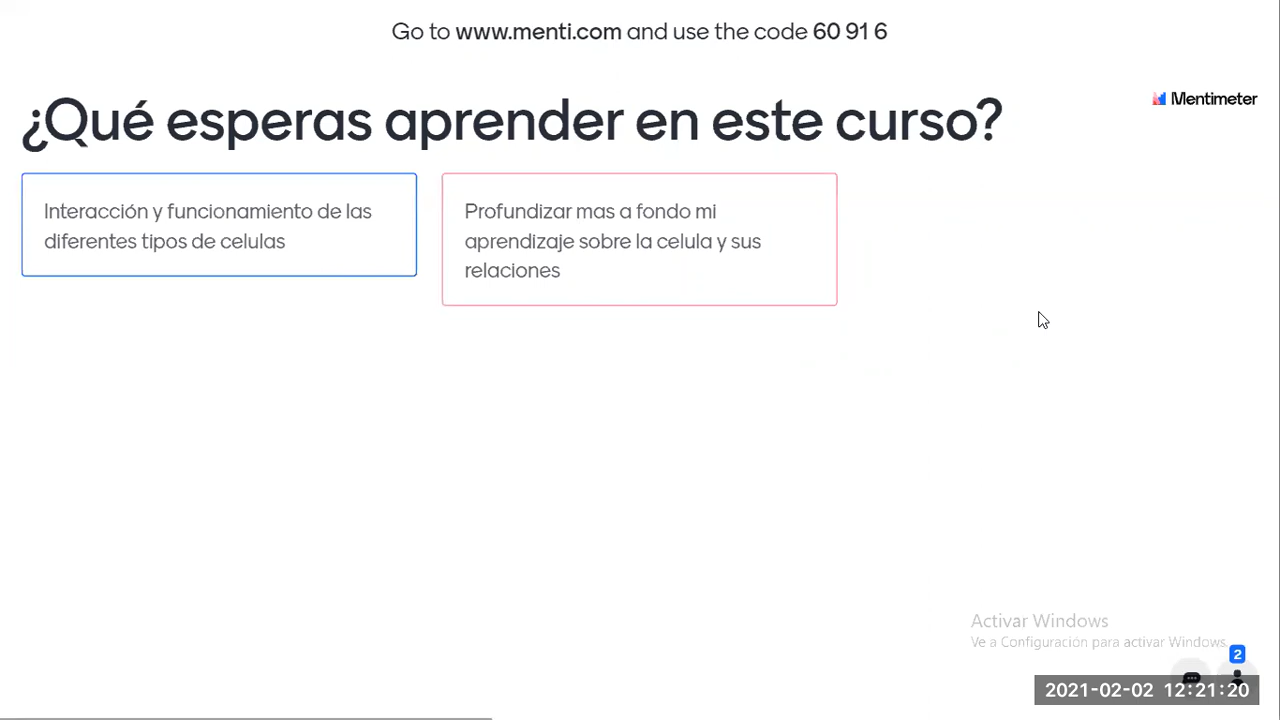 Go to www.menti.com and use the code 60 91 6
Mentimeter
¿Qué esperas aprender en este curso?
Interacción y funcionamiento de las
diferentes tipos de celulas
Profundizar mas a fondo mi
aprendizaje sobre la celula y sus
relaciones
Activar Windows
Ve a Configuración para activar Windows.
2
2021-02-02 12:21:20